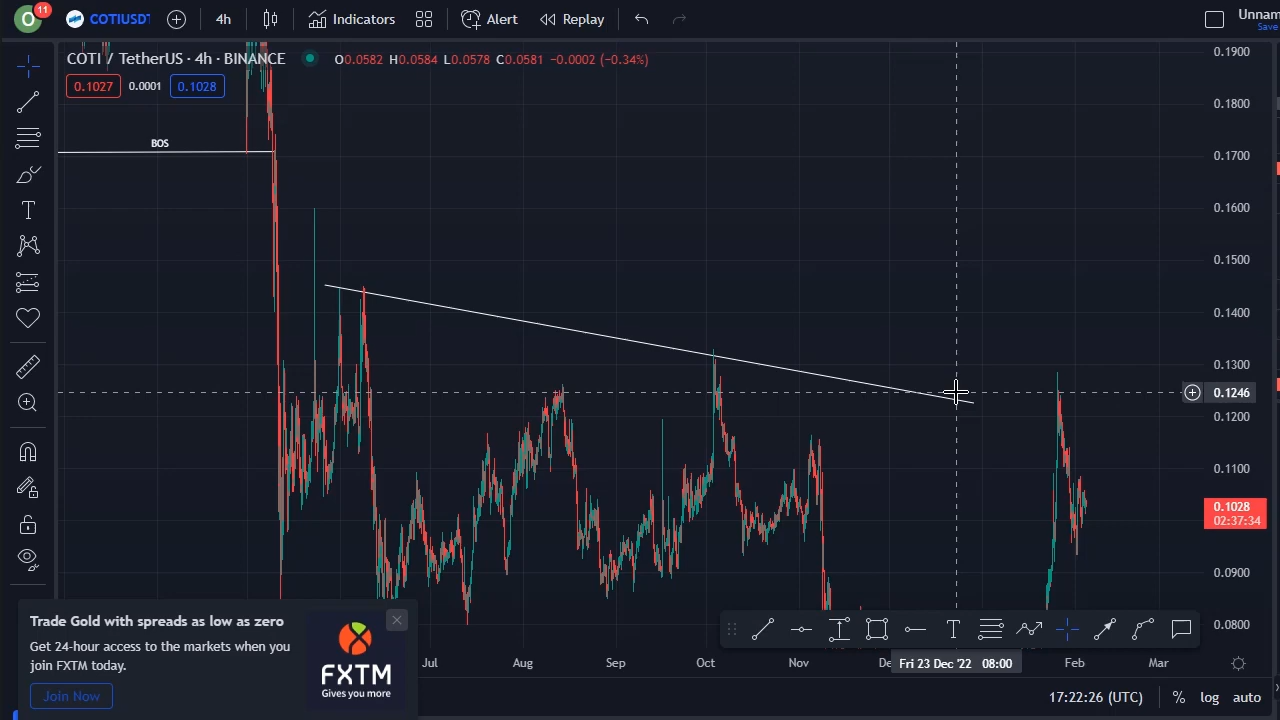 O
11
COTIUSDT
4h
Indicators
Alert
Replay
Unnam
Save
COTI / TetherUS · 4h · BINANCE
O0.0582 H0.0584 L0.0578 C0.0581 −0.0002 (−0.34%)
0.1027
0.0001
0.1028
BOS
0.1900
0.1800
0.1700
0.1600
0.1500
0.1400
0.1300
0.1246
0.1200
0.1100
0.1028
02:37:34
0.0900
0.0800
Jul
Aug
Sep
Oct
Nov
De
Fri 23 Dec '22 08:00
Feb
Mar
Trade Gold with spreads as low as zero
Get 24-hour access to the markets when you
join FXTM today.
Join Now
FXTM
Gives you more
17:22:26 (UTC)
%
log
auto